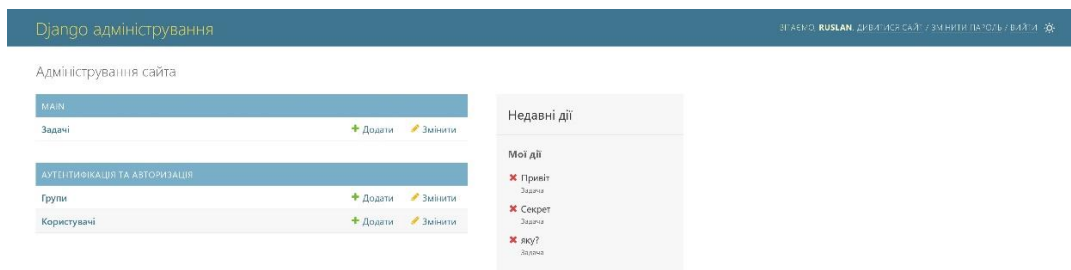 Django адміністрування
ВІТАЄМО, RUSLAN. ДИВИТИСЯ САЙТ / ЗМІНИТИ ПАРОЛЬ / ВИЙТИ
Адміністрування сайта
MAIN
Задачі Додати Змінити
АУТЕНТИФІКАЦІЯ ТА АВТОРИЗАЦІЯ
Групи Додати Змінити
Користувачі Додати Змінити
Недавні дії
Мої дії
Привіт
Задача
Секрет
Задача
яку?
Задача